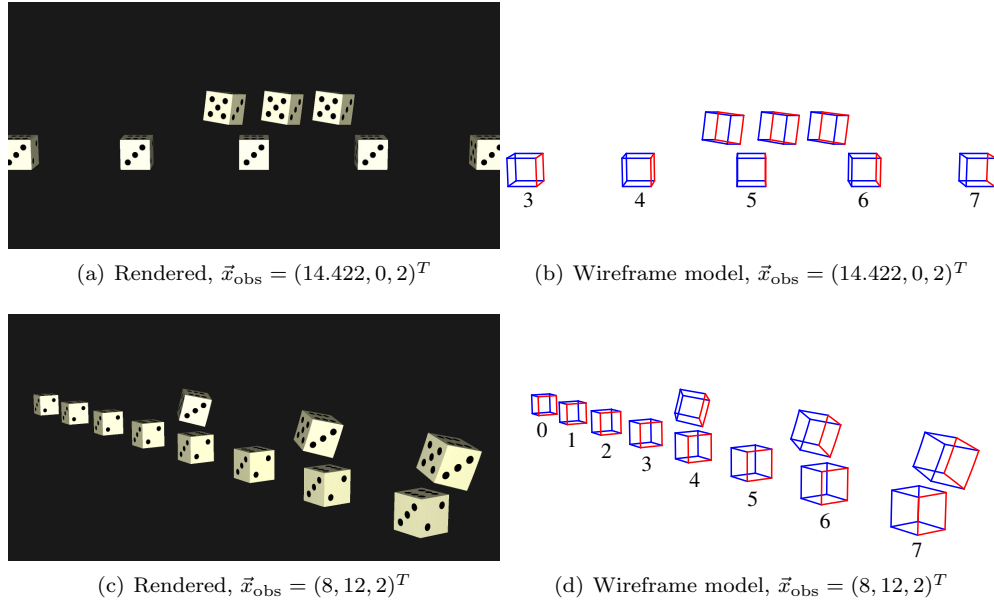 3 4 5 6 7
(a) Rendered, $\vec{x}_{\text{obs}} = (14.422, 0, 2)^T$
(b) Wireframe model, $\vec{x}_{\text{obs}} = (14.422, 0, 2)^T$
0 1 2 3 4 5 6 7
(c) Rendered, $\vec{x}_{\text{obs}} = (8, 12, 2)^T$
(d) Wireframe model, $\vec{x}_{\text{obs}} = (8, 12, 2)^T$